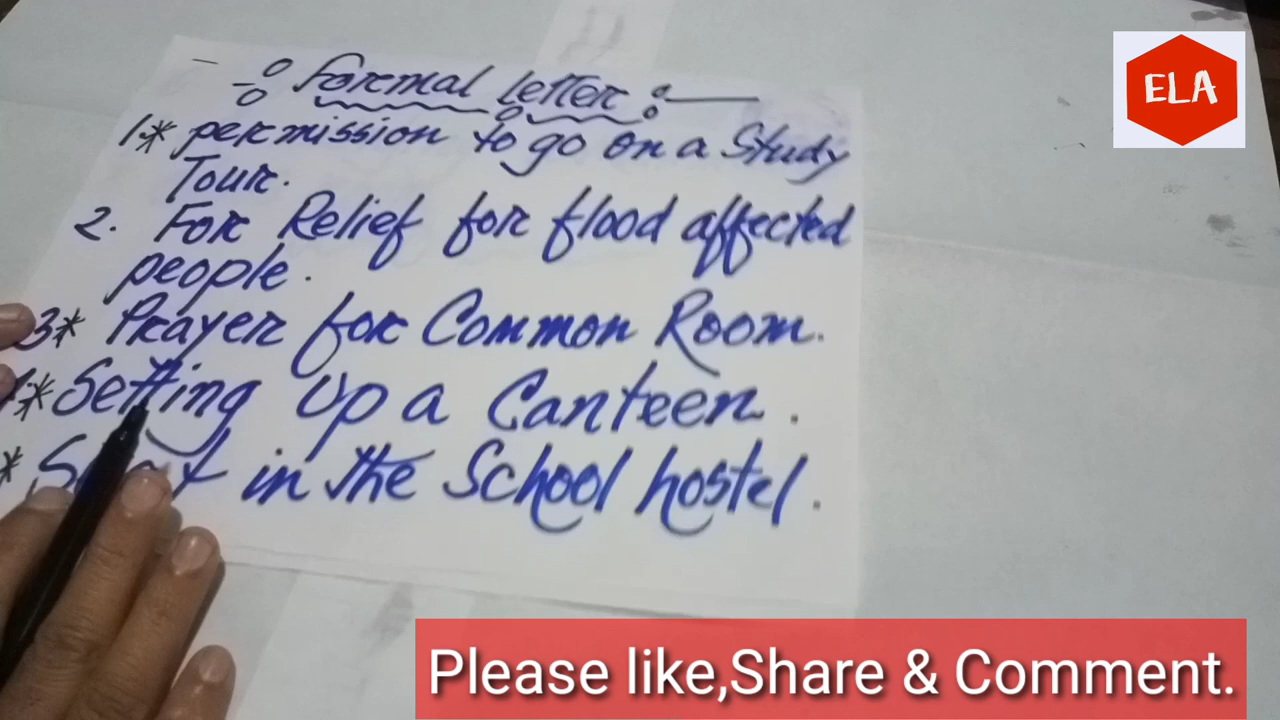 Formal Letter :
1.* permission to go on a Study
Tour.
2. For Relief for flood affected
people.
3* Prayer for Common Room.
* Setting Up a Canteen.
* in the School hostel.
ELA
Please like,Share & Comment.